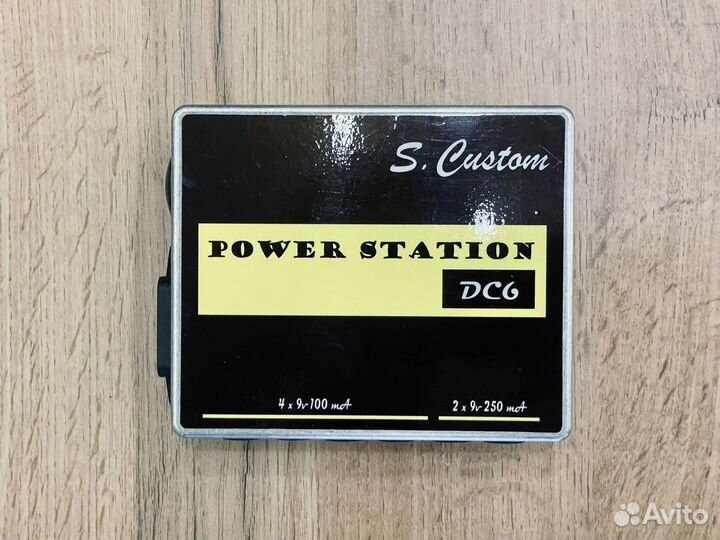 S. Custom
POWER STATION
DC6
4 x 9v-100 mA 2 x 9v-250 mA
Avito